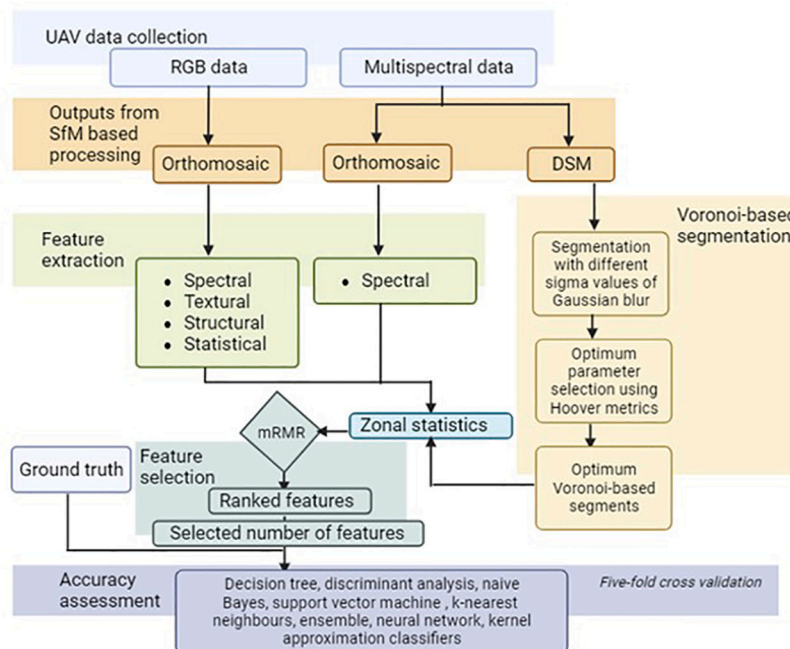 UAV data collection
RGB data
Multispectral data
Outputs from
SfM based
processing
Orthomosaic
Orthomosaic
DSM
Voronoi-based
segmentation
Feature
extraction
• Spectral
• Textural
• Structural
• Statistical
• Spectral
Segmentation
with different
sigma values of
Gaussian blur
Optimum
parameter
selection using
Hoover metrics
Optimum
Voronoi-based
segments
Zonal statistics
mRMR
Feature
selection
Ground truth
Ranked features
Selected number of features
Accuracy
assessment
Decision tree, discriminant analysis, naive
Bayes, support vector machine , k-nearest
neighbours, ensemble, neural network, kernel
approximation classifiers
Five-fold cross validation